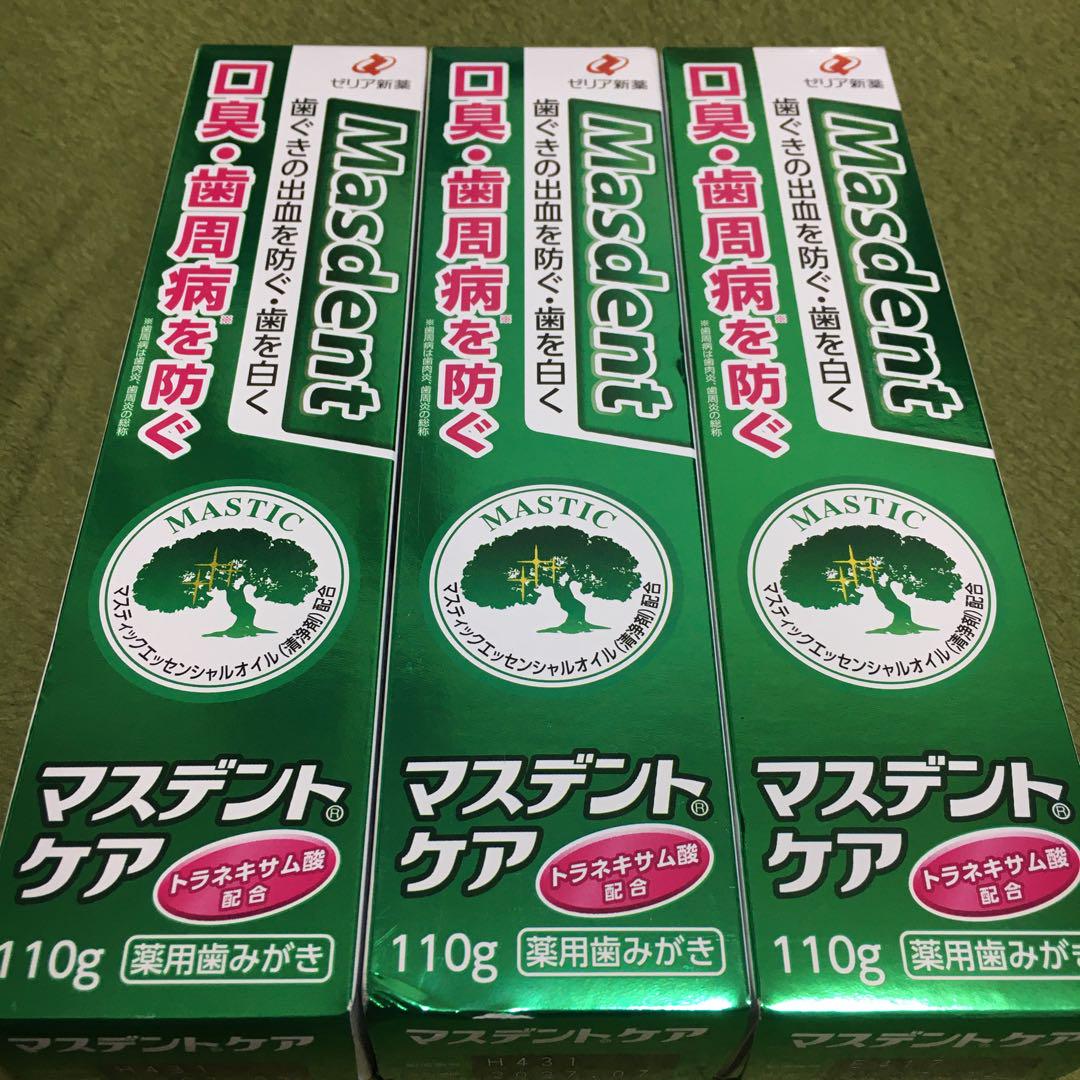 ゼリア新薬
Masdent
歯ぐきの出血を防ぐ・歯を白く
口臭・歯周病を防ぐ※
※歯周病は歯肉炎、歯周炎の総称
MASTIC
マスティックエッセンシャルオイル(清浄剤)配合
マスデント®
ケア
トラネキサム酸
配合
110g
薬用歯みがき
マスデントケア
H431
ゼリア新薬
Masdent
歯ぐきの出血を防ぐ・歯を白く
口臭・歯周病を防ぐ※
※歯周病は歯肉炎、歯周炎の総称
MASTIC
マスティックエッセンシャルオイル(清浄剤)配合
マスデント®
ケア
トラネキサム酸
配合
110g
薬用歯みがき
マスデントケア
H431
2027.07
ゼリア新薬
Masdent
歯ぐきの出血を防ぐ・歯を白く
口臭・歯周病を防ぐ※
※歯周病は歯肉炎、歯周炎の総称
MASTIC
マスティックエッセンシャルオイル(清浄剤)配合
マスデント®
ケア
トラネキサム酸
配合
110g
薬用歯みがき
マスデントケア